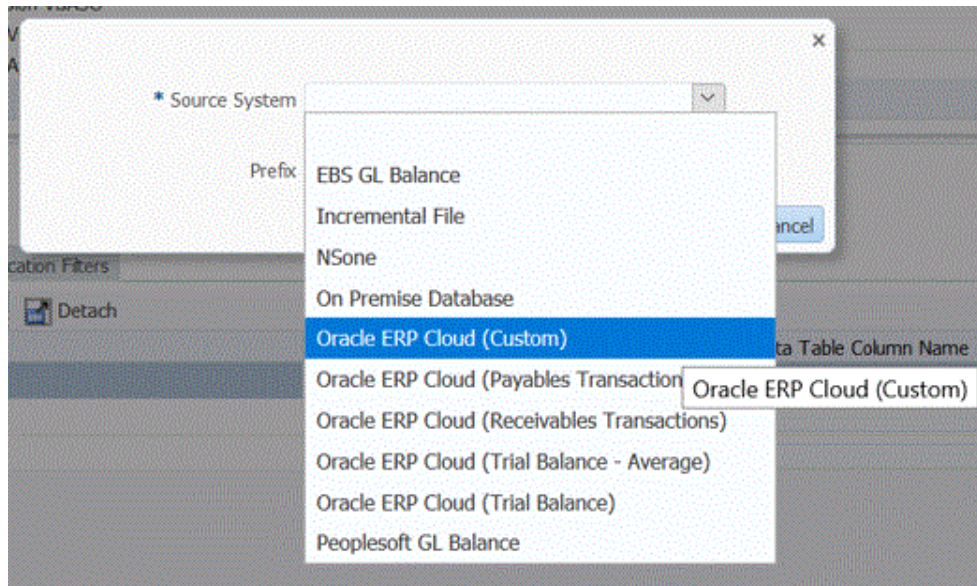 * Source System
Prefix
EBS GL Balance
Incremental File
NSone
On Premise Database
Oracle ERP Cloud (Custom)
Oracle ERP Cloud (Payables Transaction
Oracle ERP Cloud (Receivables Transactions)
Oracle ERP Cloud (Trial Balance - Average)
Oracle ERP Cloud (Trial Balance)
Peoplesoft GL Balance
ancel
cation Filters
Detach
ta Table Column Name
Oracle ERP Cloud (Custom)